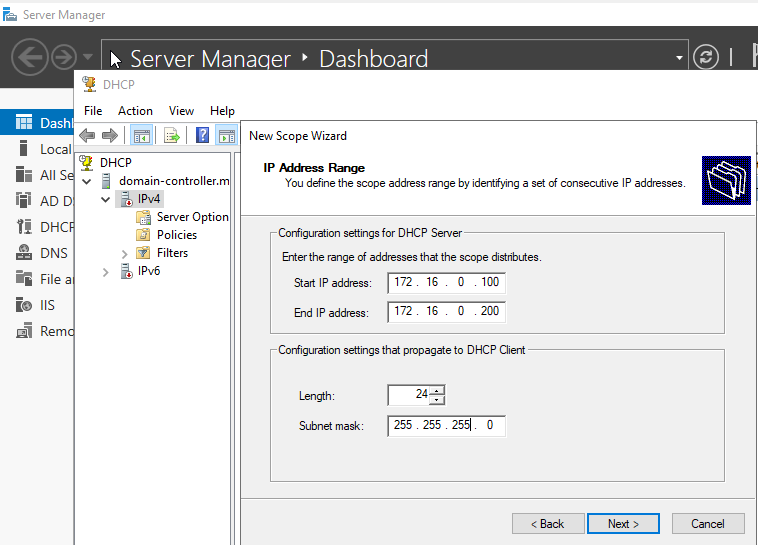 Server Manager
Server Manager ‣ Dashboard
DHCP
File Action View Help
Dashl
Local
All Se
AD D
DHCP
DNS
File ar
IIS
Remo
DHCP
domain-controller.m
IPv4
Server Option
Policies
Filters
IPv6
New Scope Wizard
IP Address Range
You define the scope address range by identifying a set of consecutive IP addresses.
Configuration settings for DHCP Server
Enter the range of addresses that the scope distributes.
Start IP address: 172 . 16 . 0 . 100
End IP address: 172 . 16 . 0 . 200
Configuration settings that propagate to DHCP Client
Length: 24
Subnet mask: 255 . 255 . 255 . 0
< Back Next > Cancel